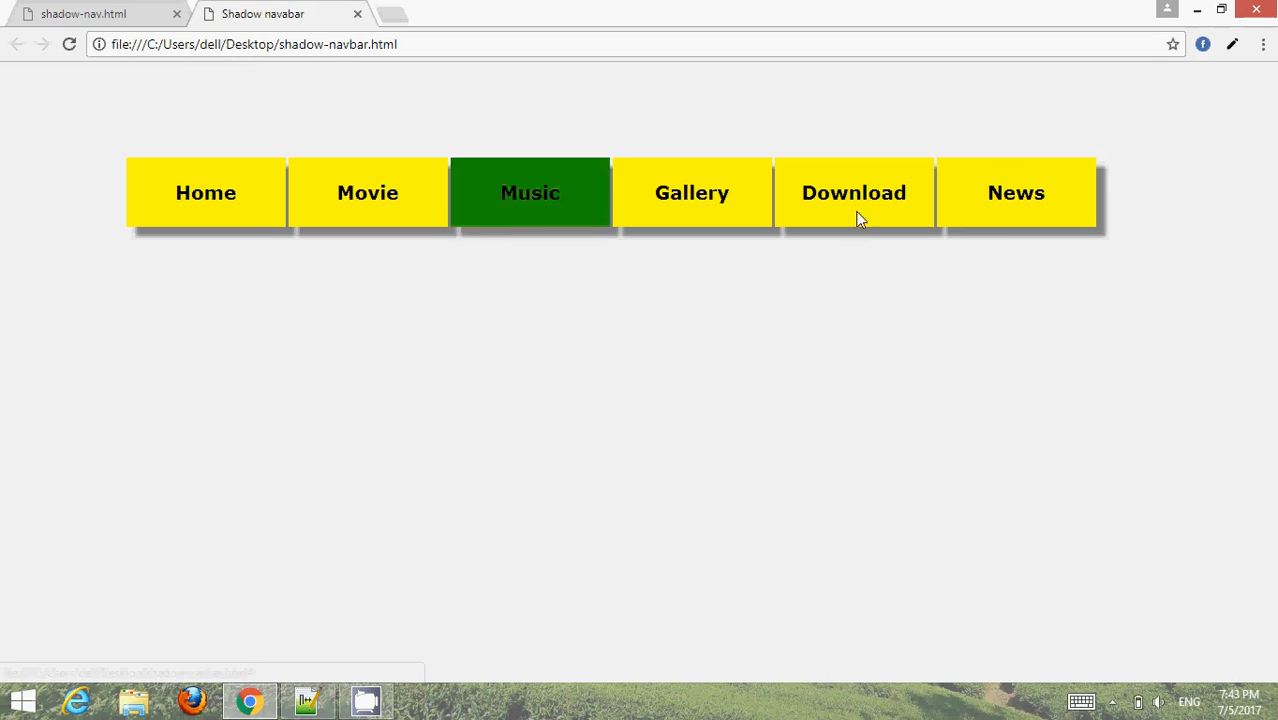 shadow-nav.html
Shadow navabar
file:///C:/Users/dell/Desktop/shadow-navbar.html
Home
Movie
Music
Gallery
Download
News
ENG
7:43 PM
7/5/2017